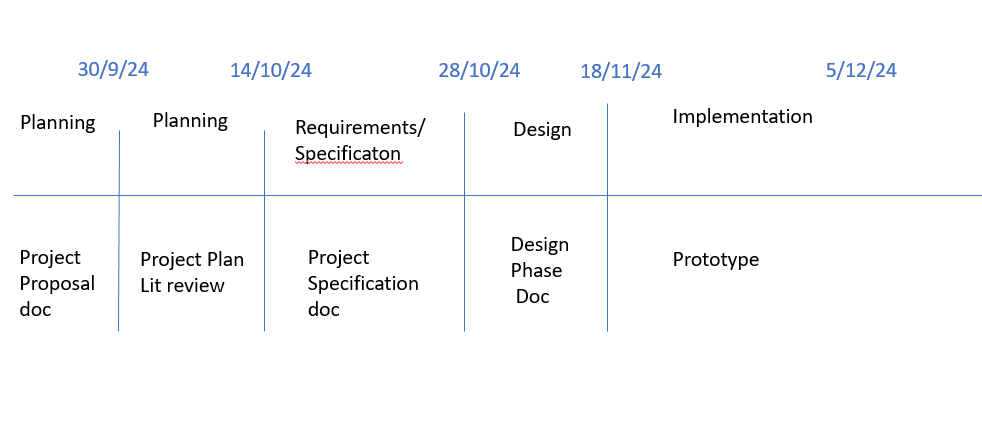 30/9/24
14/10/24
28/10/24
18/11/24
5/12/24
Planning
Planning
Requirements/
Specificaton
Design
Implementation
Project
Proposal
doc
Project Plan
Lit review
Project
Specification
doc
Design
Phase
Doc
Prototype